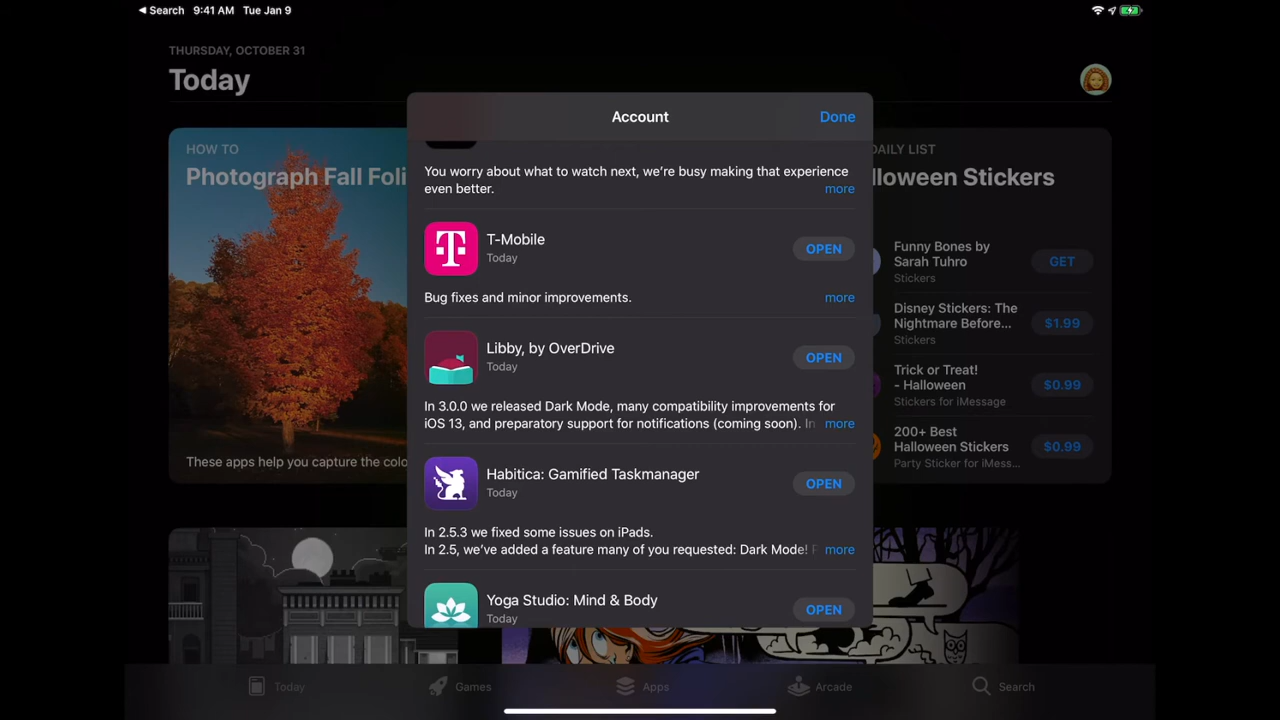 ◀ Search 9:41 AM Tue Jan 9
THURSDAY, OCTOBER 31
Today
HOW TO
Photograph Fall Foli
These apps help you capture the colo
Account
Done
You worry about what to watch next, we're busy making that experience
even better.
more
T-Mobile
Today
OPEN
Bug fixes and minor improvements.
more
Libby, by OverDrive
Today
OPEN
In 3.0.0 we released Dark Mode, many compatibility improvements for
iOS 13, and preparatory support for notifications (coming soon). In
more
Habitica: Gamified Taskmanager
Today
OPEN
In 2.5.3 we fixed some issues on iPads.
In 2.5, we've added a feature many of you requested: Dark Mode!
more
Yoga Studio: Mind & Body
Today
OPEN
DAILY LIST
lloween Stickers
Funny Bones by
Sarah Tuhro
Stickers
GET
Disney Stickers: The
Nightmare Before...
Stickers
$1.99
Trick or Treat!
- Halloween
Stickers for iMessage
$0.99
200+ Best
Halloween Stickers
Party Sticker for iMess...
$0.99
Today
Games
Apps
Arcade
Search